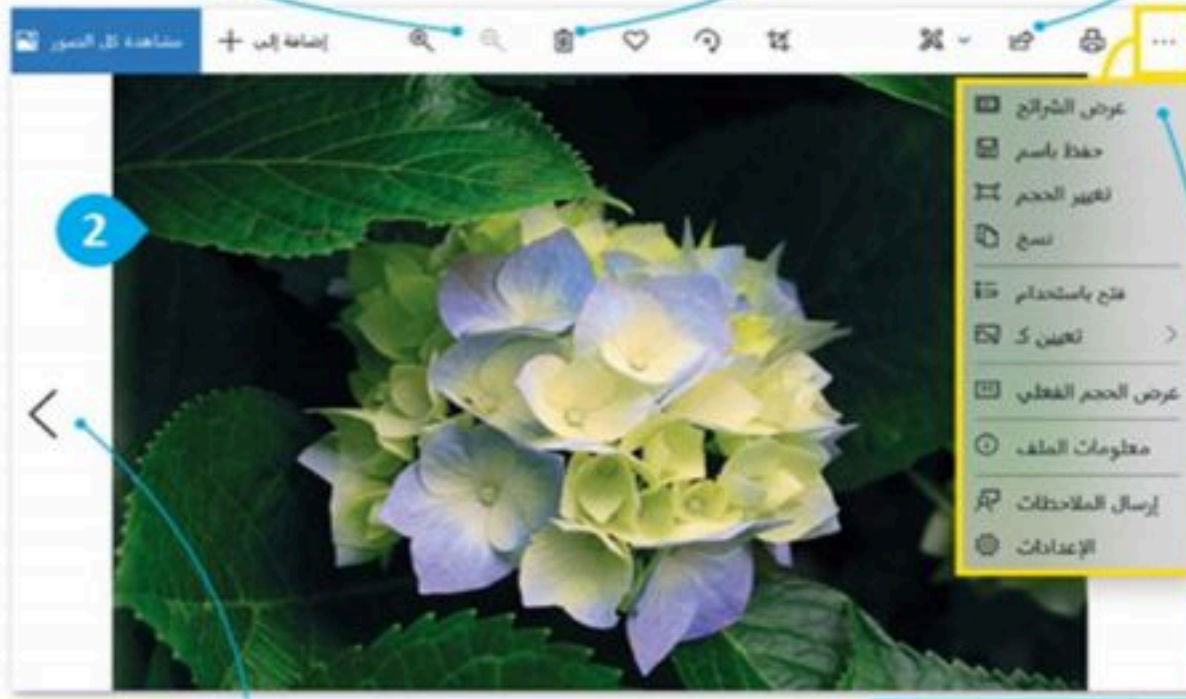 مشاهدة كل الصور
إضافة إلى +
...
عرض الشرائح
حفظ باسم
تغيير الحجم
نسخ
فتح باستخدام
تعيين كـ
عرض الحجم الفعلي
معلومات الملف
إرسال الملاحظات
الإعدادات
2